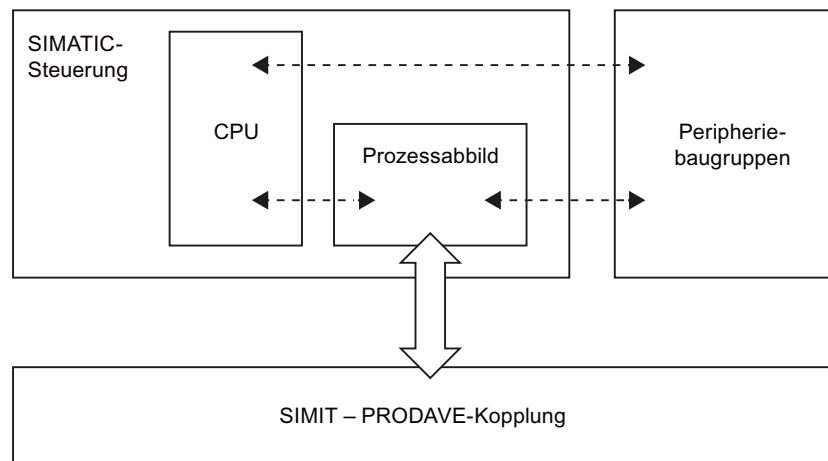 SIMATIC-
Steuerung
CPU
Prozessabbild
Peripherie-
baugruppen
SIMIT – PRODAVE-Kopplung